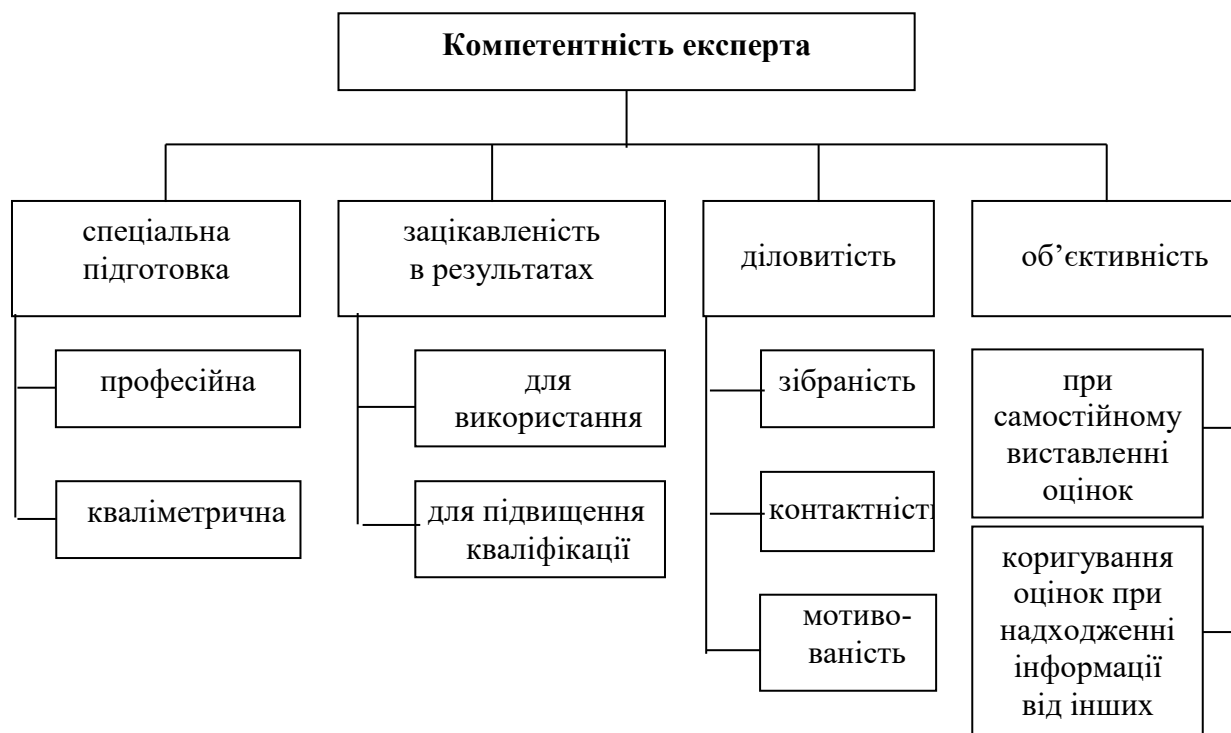 Компетентність експерта
спеціальна
підготовка
професійна
кваліметрична
зацікавленість
в результатах
для
використання
для підвищення
кваліфікації
діловитість
зібраність
контактність
мотиво-
ваність
об’єктивність
при
самостійному
виставленні
оцінок
коригування
оцінок при
надходженні
інформації
від інших